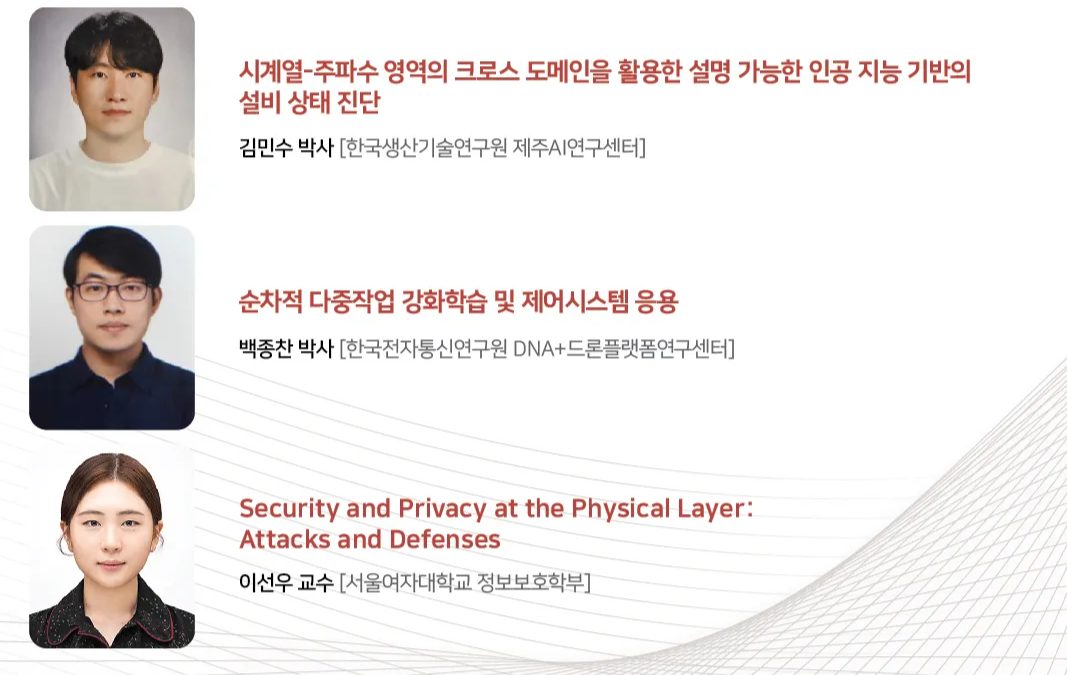 시계열-주파수 영역의 크로스 도메인을 활용한 설명 가능한 인공 지능 기반의
설비 상태 진단
김민수 박사 [한국생산기술연구원 제주AI연구센터]
순차적 다중작업 강화학습 및 제어시스템 응용
백종찬 박사 [한국전자통신연구원 DNA+드론플랫폼연구센터]
Security and Privacy at the Physical Layer:
Attacks and Defenses
이선우 교수 [서울여자대학교 정보보호학부]